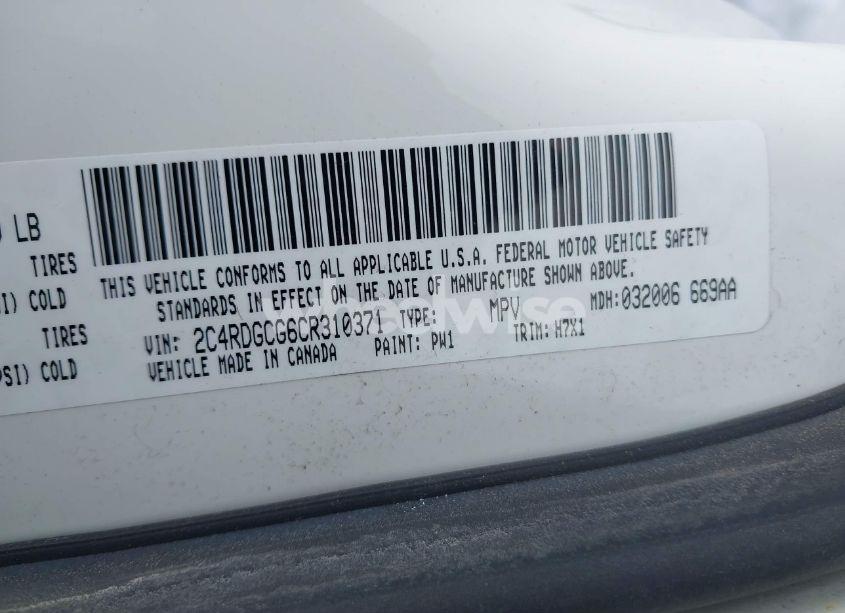 LB
TIRES
COLD
TIRES
PSI) COLD
THIS VEHICLE CONFORMS TO ALL APPLICABLE U.S.A. FEDERAL MOTOR VEHICLE SAFETY
STANDARDS IN EFFECT ON THE DATE OF MANUFACTURE SHOWN ABOVE.
VIN: 2C4RDGCG6CR310371 TYPE: MPV MDH: 032006 669AA
VEHICLE MADE IN CANADA PAINT: PW1 TRIM: H7X1
wheelwise